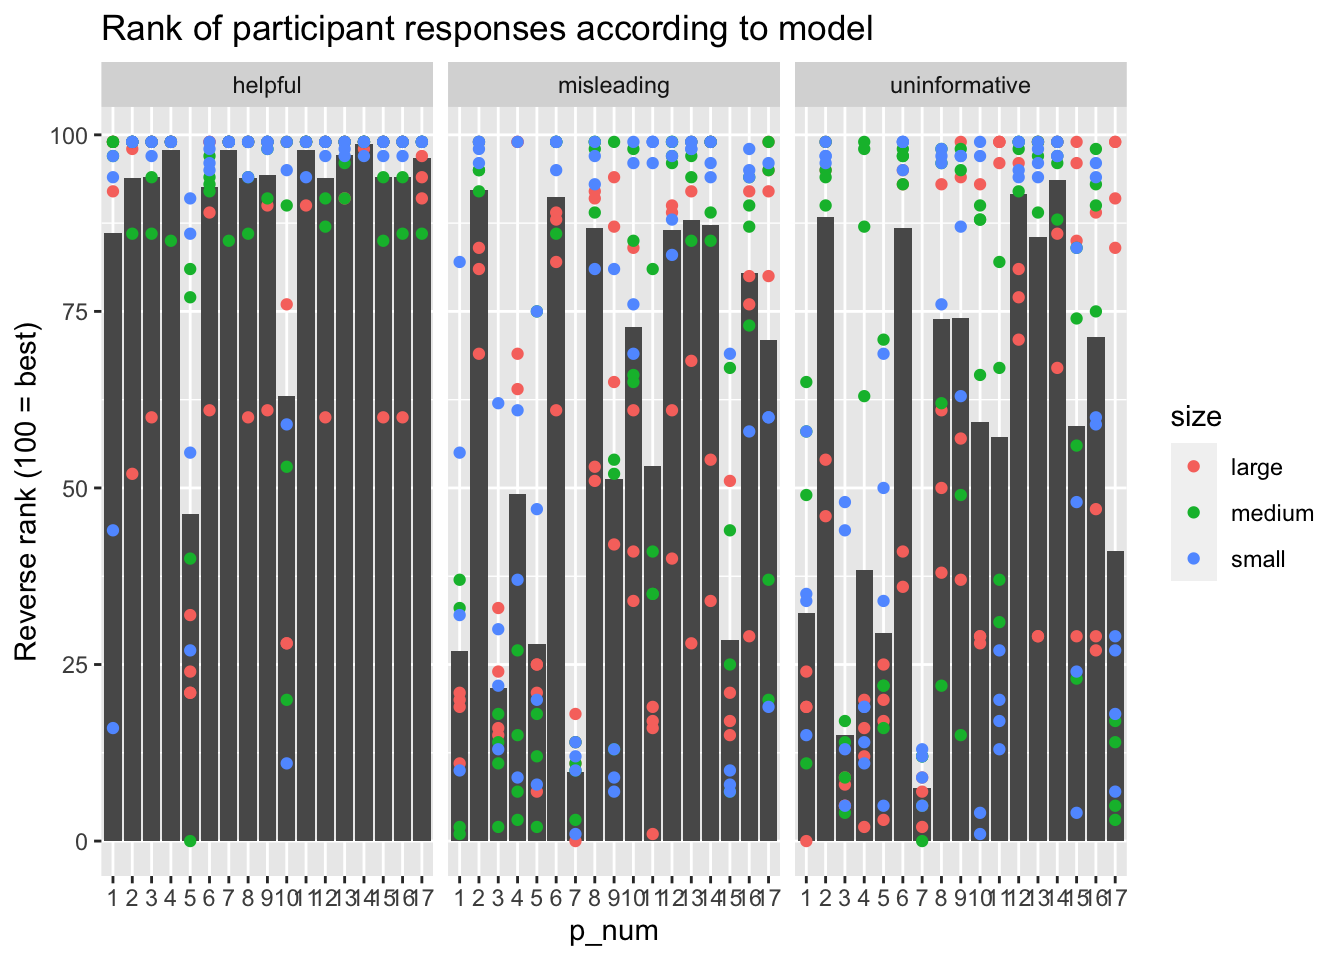 Rank of participant responses according to model
helpful misleading uninformative
Reverse rank (100 = best)
100
75
50
25
0
1 2 3 4 5 6 7 8 9 10 11 12 13 14 15 16 17 1 2 3 4 5 6 7 8 9 10 11 12 13 14 15 16 17 1 2 3 4 5 6 7 8 9 10 11 12 13 14 15 16 17
p_num
size
large
medium
small